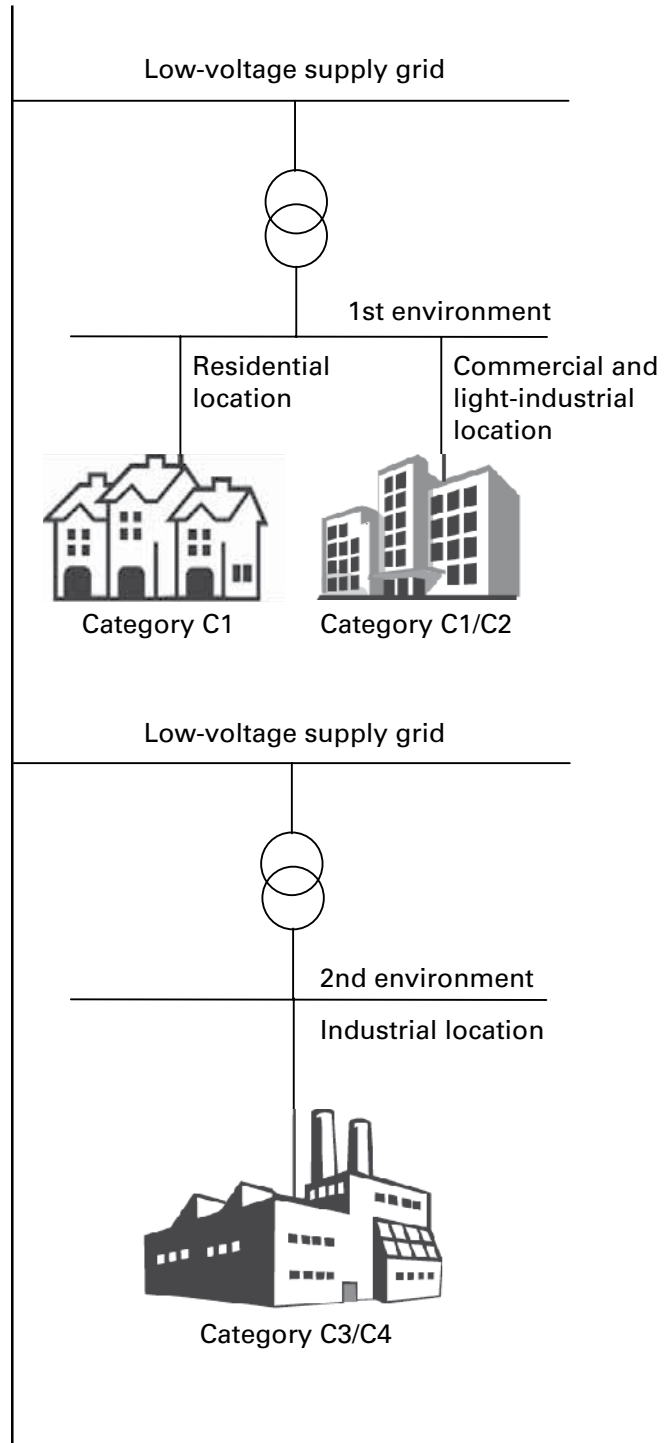 Low-voltage supply grid
1st environment
Residential
location
Commercial and
light-industrial
location
Category C1
Category C1/C2
Low-voltage supply grid
2nd environment
Industrial location
Category C3/C4